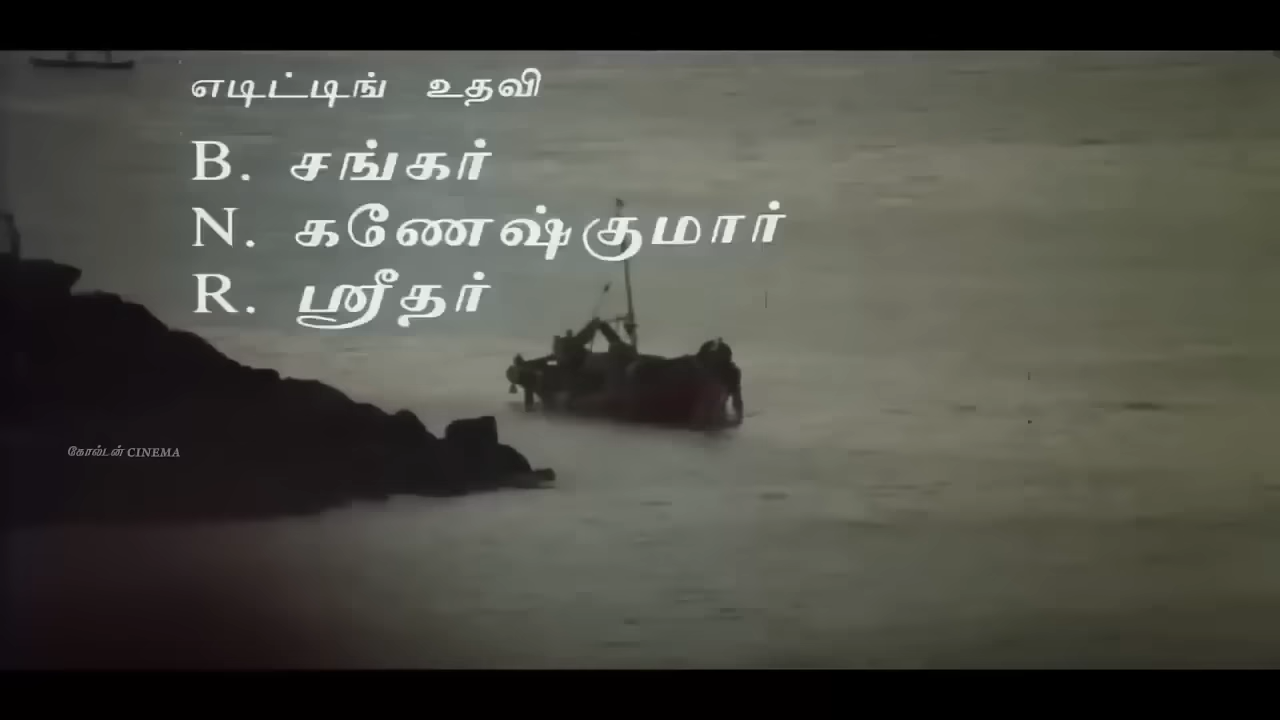 எடிட்டிங் உதவி
B. சங்கர்
N. கணேஷ்குமார்
R. ஸ்ரீதர்
கோல்டன் CINEMA